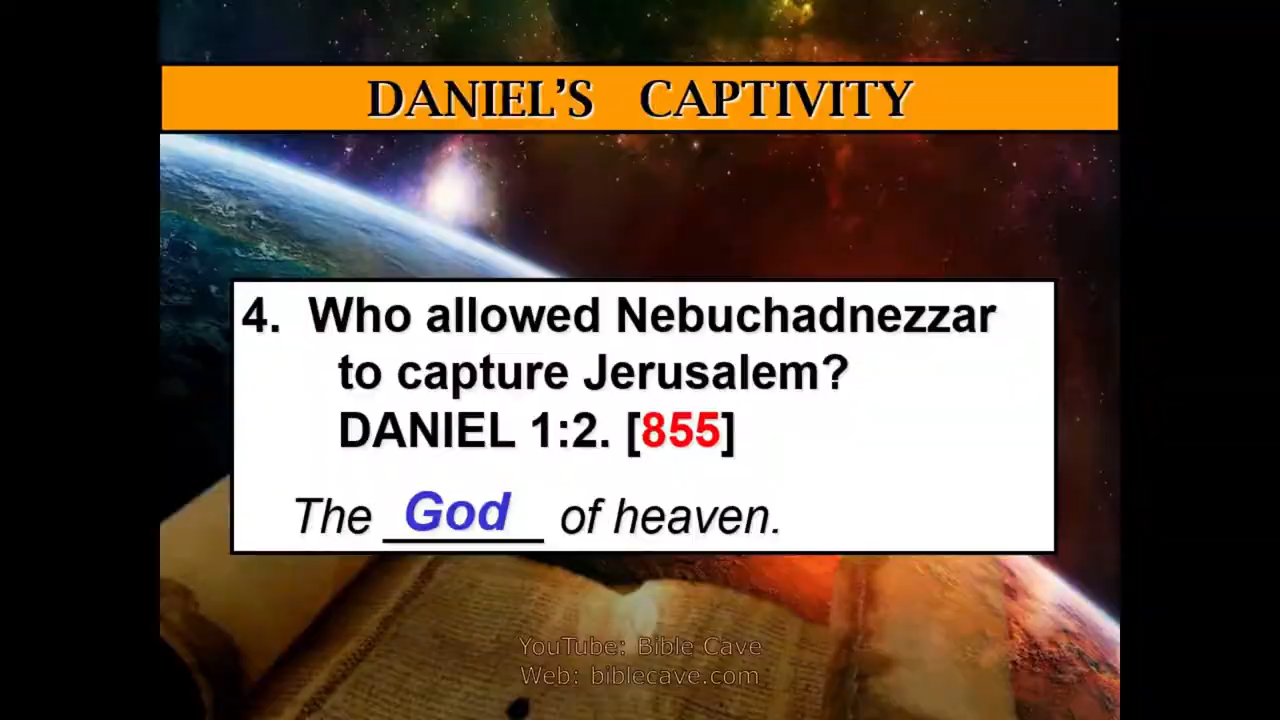 DANIEL'S CAPTIVITY
4. Who allowed Nebuchadnezzar
to capture Jerusalem?
DANIEL 1:2. [855]
The God of heaven.
YouTube: Bible Cave
Web: biblecave.com